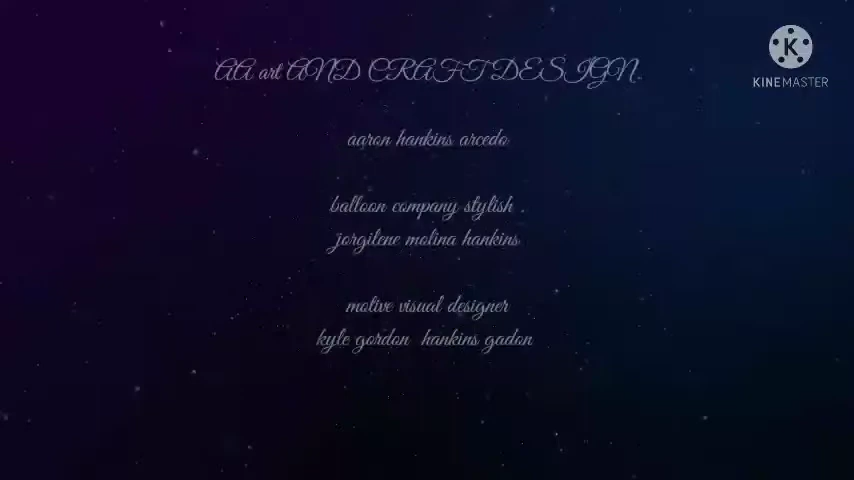 AA art AND CRAFT DESIGN.
aaron hankins arcedo
balloon company stylish .
jorgilene molina hankins
motive visual designer
kyle gordon hankins gadon
K
KINEMASTER